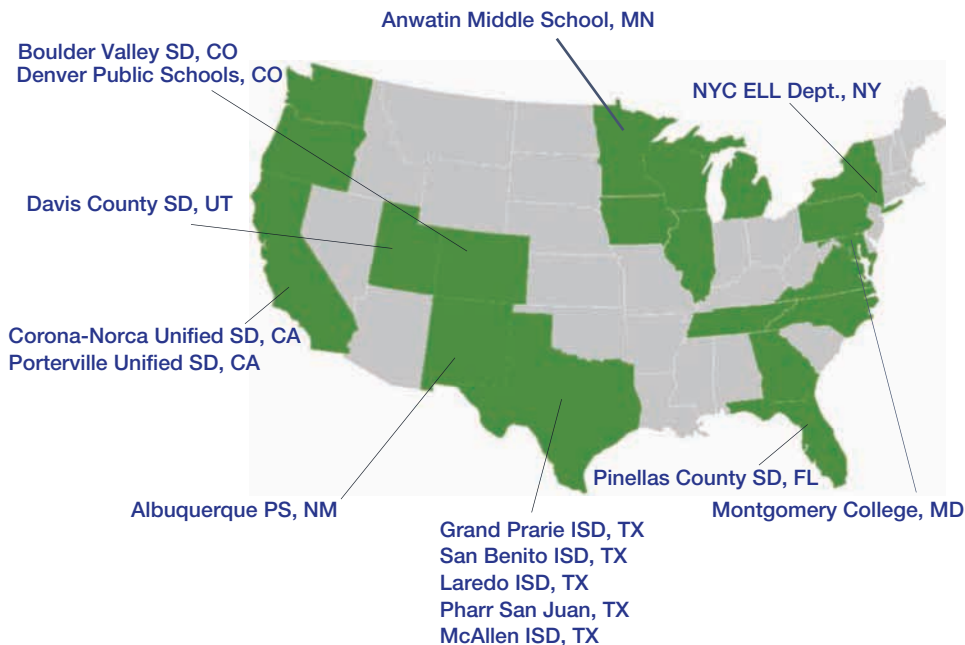 Anwatin Middle School, MN
Boulder Valley SD, CO
Denver Public Schools, CO
NYC ELL Dept., NY
Davis County SD, UT
Corona-Norca Unified SD, CA
Porterville Unified SD, CA
Pinellas County SD, FL
Albuquerque PS, NM
Montgomery College, MD
Grand Prarie ISD, TX
San Benito ISD, TX
Laredo ISD, TX
Pharr San Juan, TX
McAllen ISD, TX